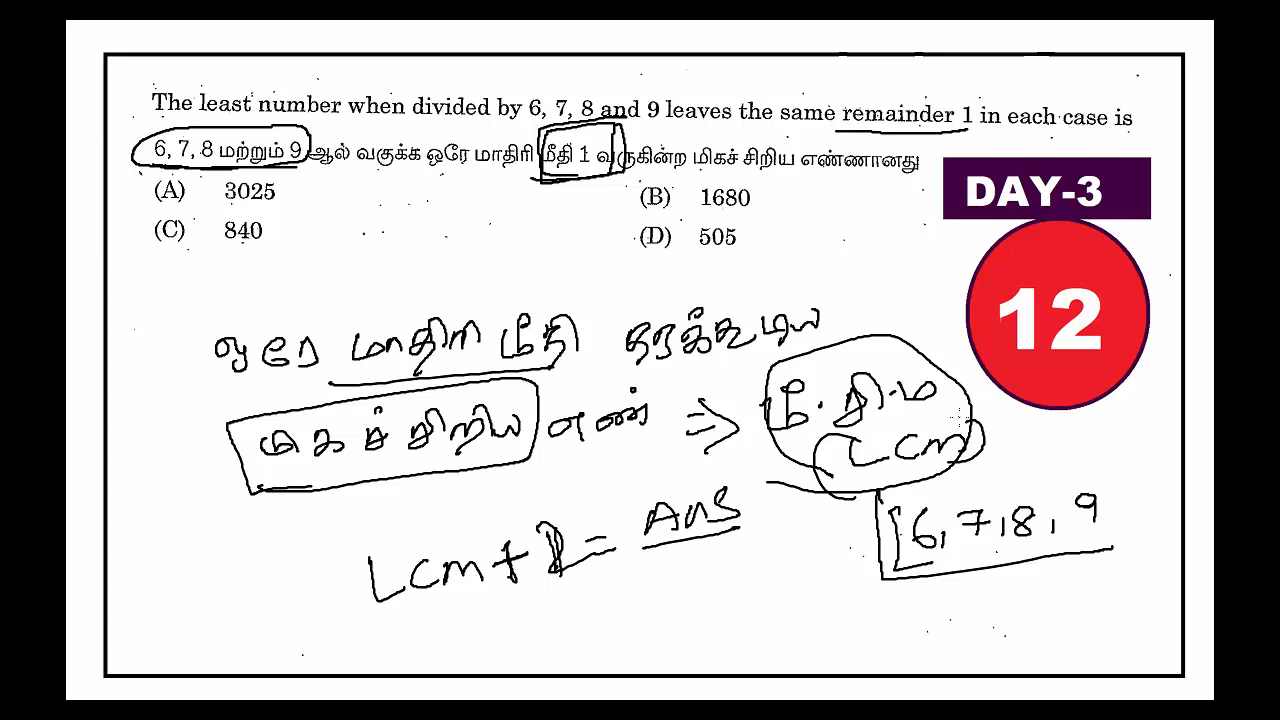 The least number when divided by 6, 7, 8 and 9 leaves the same remainder 1 in each case is
6, 7, 8 மற்றும் 9 ஆல் வகுக்க ஒரே மாதிரி மீதி 1 வருகின்ற மிகச் சிறிய எண்ணானது
(A) 3025
(B) 1680
(C) 840
(D) 505
DAY-3
12
ஒரே மாதிரி மீதி தரக்கூடிய
மிகச் சிறிய எண் ⇒ மீ.சி.ம
LCM
LCM + 1 = Ans
6, 7, 8, 9